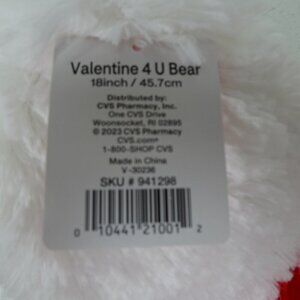 Valentine 4 U Bear
18inch / 45.7cm
Distributed by:
CVS Pharmacy, Inc.
One CVS Drive
Woonsocket, RI 02895
© 2023 CVS Pharmacy
CVS.com®
1-800-SHOP CVS
Made in China
V-30236
SKU # 941298
0 10441 21001 2